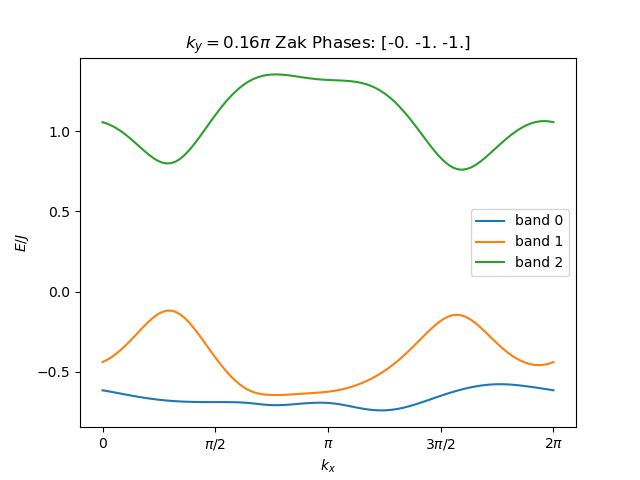 $k_y = 0.16\pi$ Zak Phases: [-0. -1. -1.]
E/J
1.0
0.5
0.0
−0.5
band 0
band 1
band 2
0 π/2 π 3π/2 2π
$k_x$